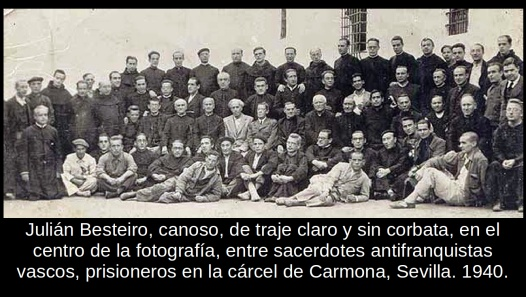 Julián Besteiro, canoso, de traje claro y sin corbata, en el
centro de la fotografía, entre sacerdotes antifranquistas
vascos, prisioneros en la cárcel de Carmona, Sevilla. 1940.